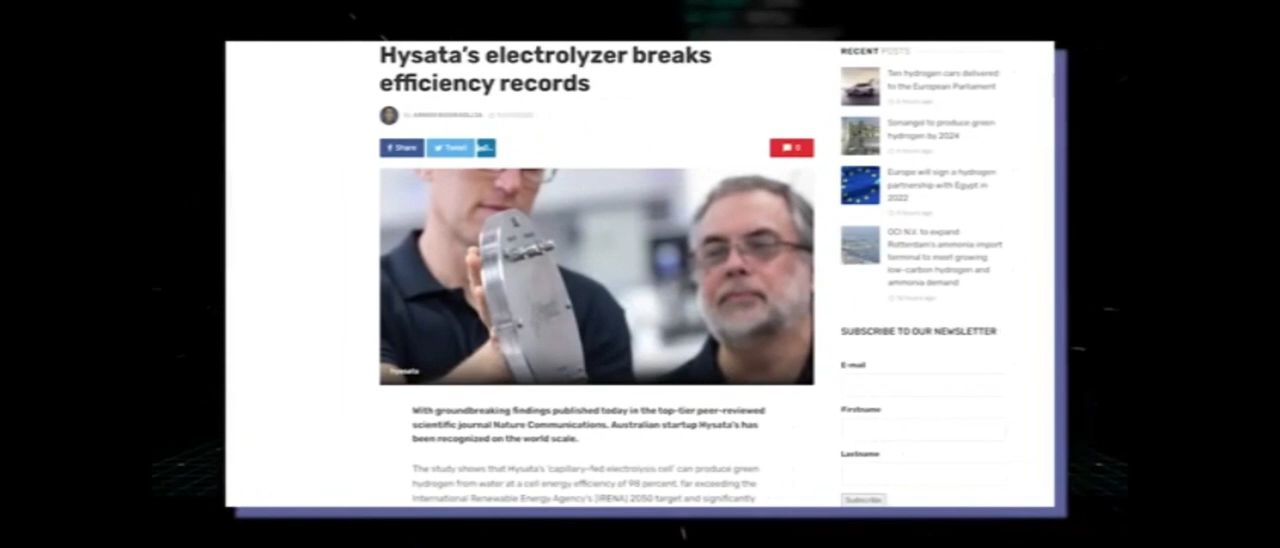 Hysata's electrolyzer breaks
efficiency records
Share
Tweet
0
Hysata
With groundbreaking findings published today in the top-tier peer-reviewed
scientific journal Nature Communications, Australian startup Hysata's has
been recognized on the world scale.
The study shows that Hysata's 'capillary-fed electrolysis cell' can produce green
hydrogen from water at a cell energy efficiency of 98 percent, far exceeding the
International Renewable Energy Agency's (IRENA) 2050 target and significantly
RECENT POSTS
Ten hydrogen cars delivered
to the European Parliament
Sonangol to produce green
hydrogen by 2024
Europe will sign a hydrogen
partnership with Egypt in
2022
OCI N.V. to expand
Rotterdam's ammonia import
terminal to meet growing
low-carbon hydrogen and
ammonia demand
SUBSCRIBE TO OUR NEWSLETTER
E-mail
Firstname
Lastname
Subscribe